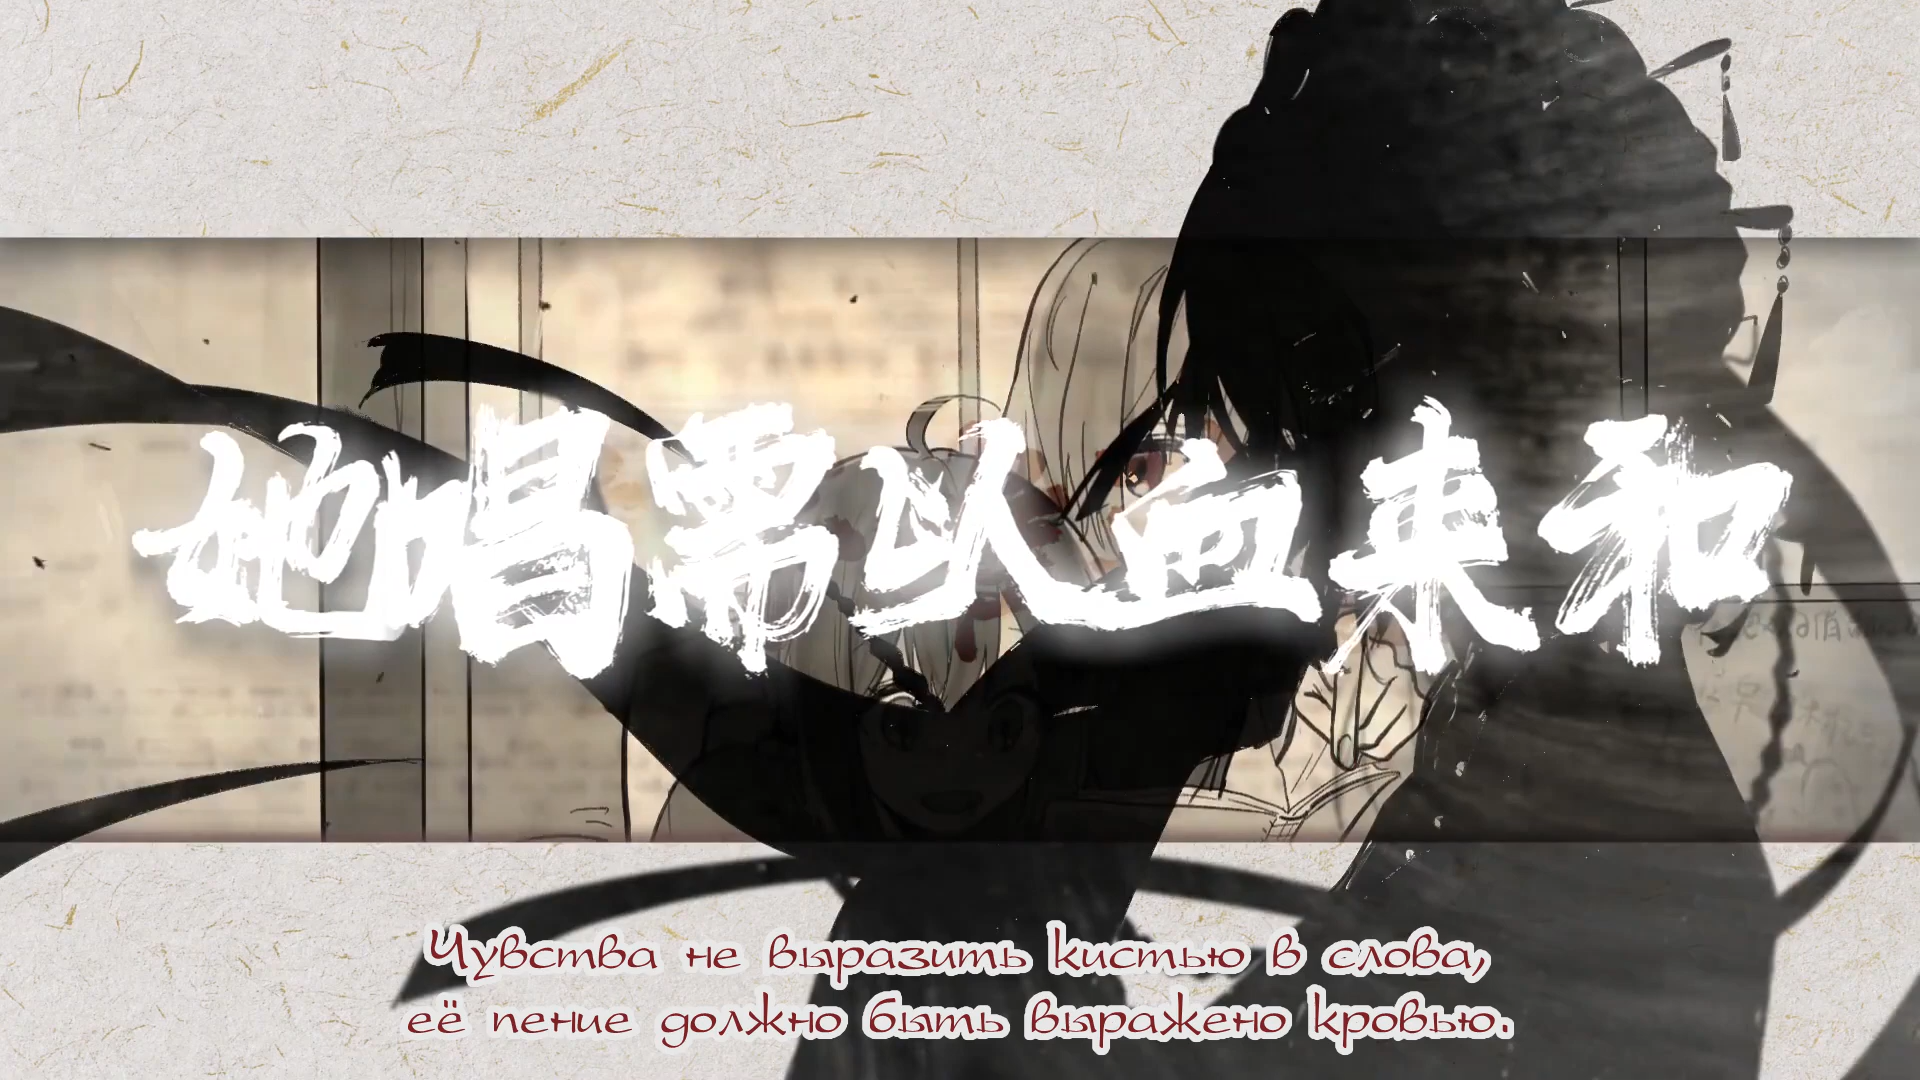 她唱需以血来和
Чувства не выразить кистью в слова,
её пение должно быть выражено кровью.